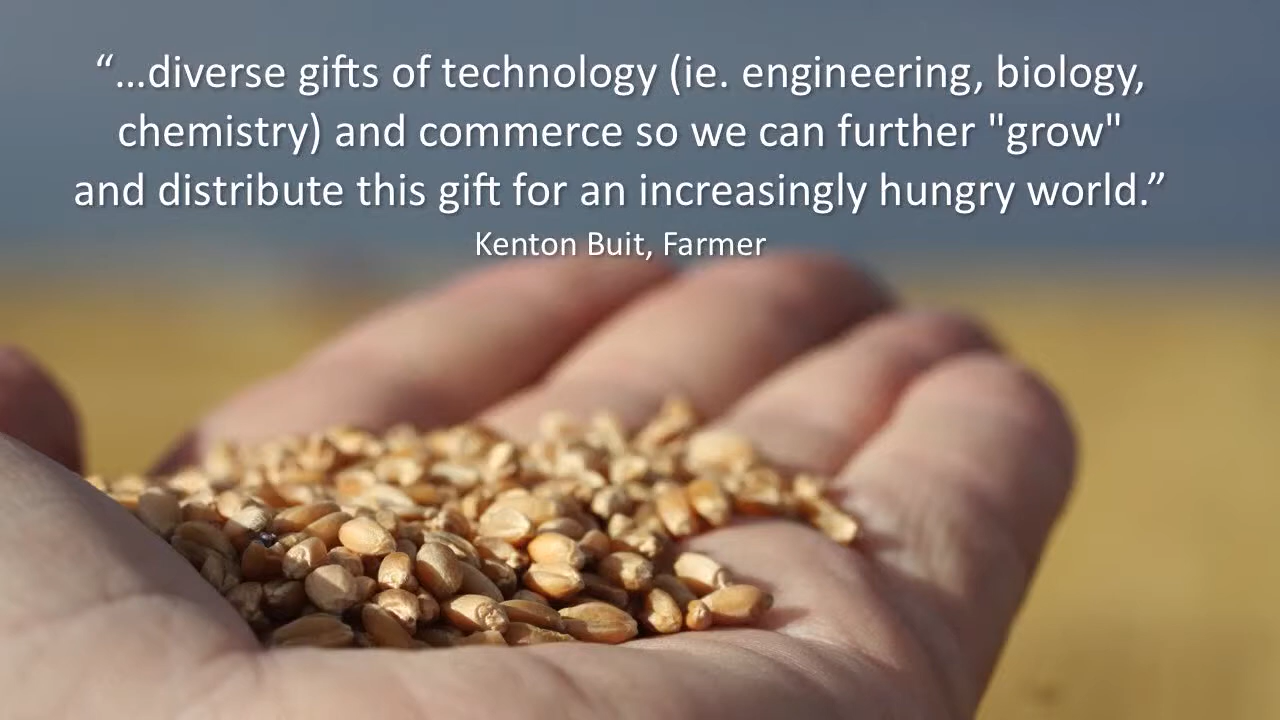 “...diverse gifts of technology (ie. engineering, biology,
chemistry) and commerce so we can further "grow"
and distribute this gift for an increasingly hungry world.”
Kenton Buit, Farmer